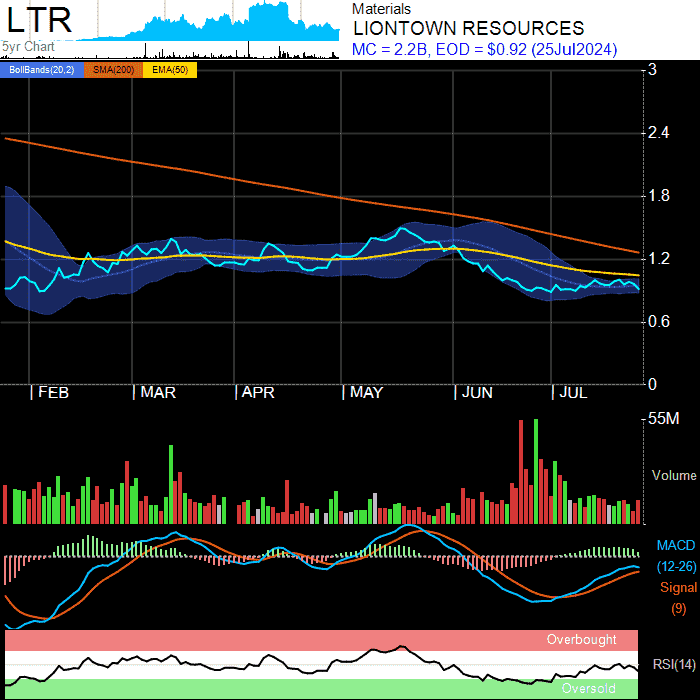 LTR
5yr Chart
Materials
LIONTOWN RESOURCES
MC = 2.2B, EOD = $0.92 (25Jul2024)
BollBands(20,2) SMA(200) EMA(50)
3
2.4
1.8
1.2
0.6
0
FEB MAR APR MAY JUN JUL
55M
Volume
MACD
(12-26)
Signal
(9)
Overbought
RSI(14)
Oversold